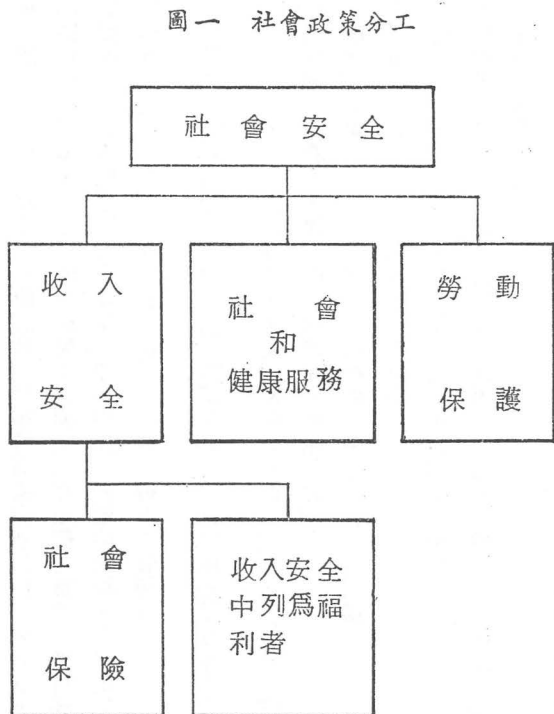 圖一 社會政策分工
社會安全
收入
安全
社會
和
健康服務
勞動
保護
社會
保險
收入安全
中列爲福
利者